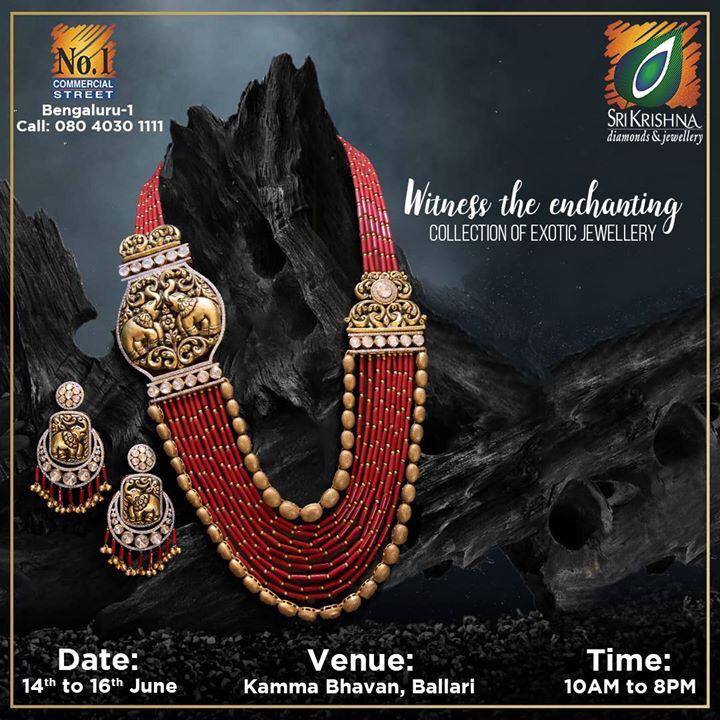 No.1
COMMERCIAL
STREET
Bengaluru-1
Call: 080 4030 1111
SRI KRISHNA
diamonds & jewellery
Witness the enchanting
COLLECTION OF EXOTIC JEWELLERY
Date:
14th to 16th June
Venue:
Kamma Bhavan, Ballari
Time:
10AM to 8PM